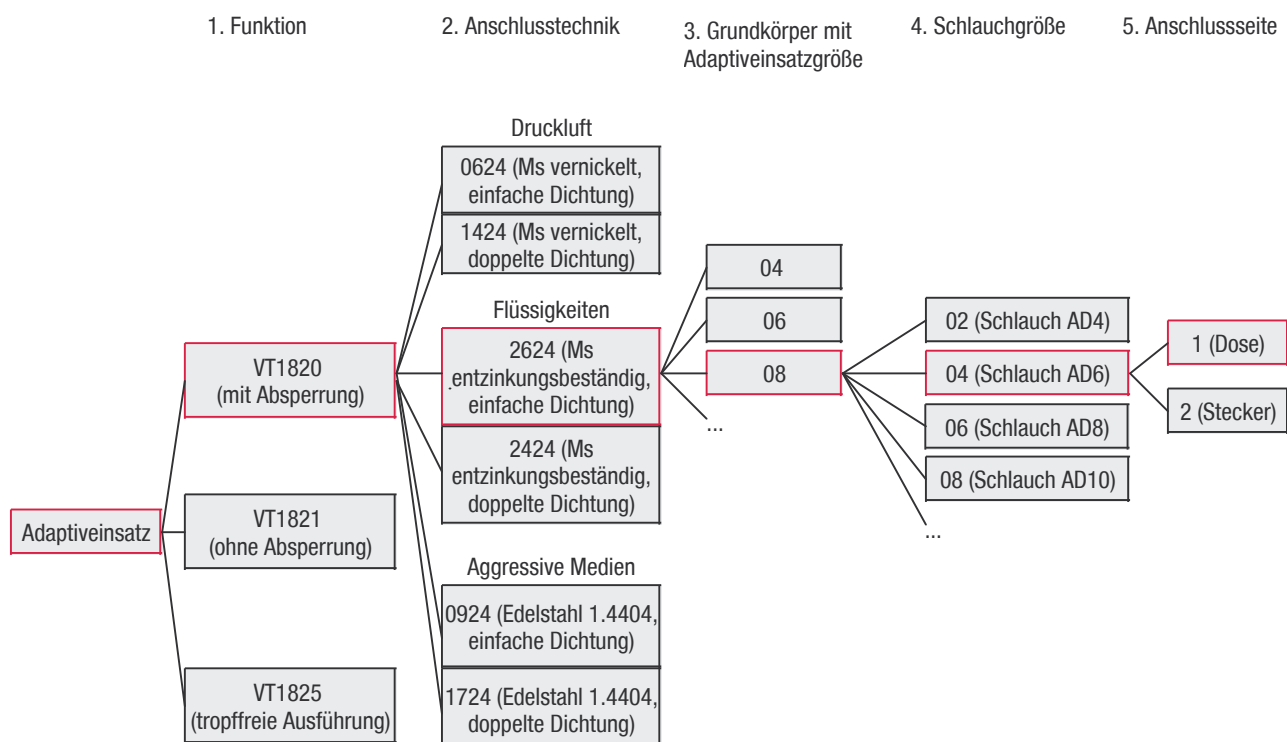 1. Funktion
2. Anschlusstechnik
3. Grundkörper mit
Adaptiveinsatzgröße
4. Schlauchgröße
5. Anschlussseite
Adaptiveinsatz
VT1820
(mit Absperrung)
VT1821
(ohne Absperrung)
VT1825
(tropffreie Ausführung)
Druckluft
0624 (Ms vernickelt,
einfache Dichtung)
1424 (Ms vernickelt,
doppelte Dichtung)
Flüssigkeiten
2624 (Ms
entzinkungsbeständig,
einfache Dichtung)
2424 (Ms
entzinkungsbeständig,
doppelte Dichtung)
Aggressive Medien
0924 (Edelstahl 1.4404,
einfache Dichtung)
1724 (Edelstahl 1.4404,
doppelte Dichtung)
04
06
08
...
02 (Schlauch AD4)
04 (Schlauch AD6)
06 (Schlauch AD8)
08 (Schlauch AD10)
...
1 (Dose)
2 (Stecker)